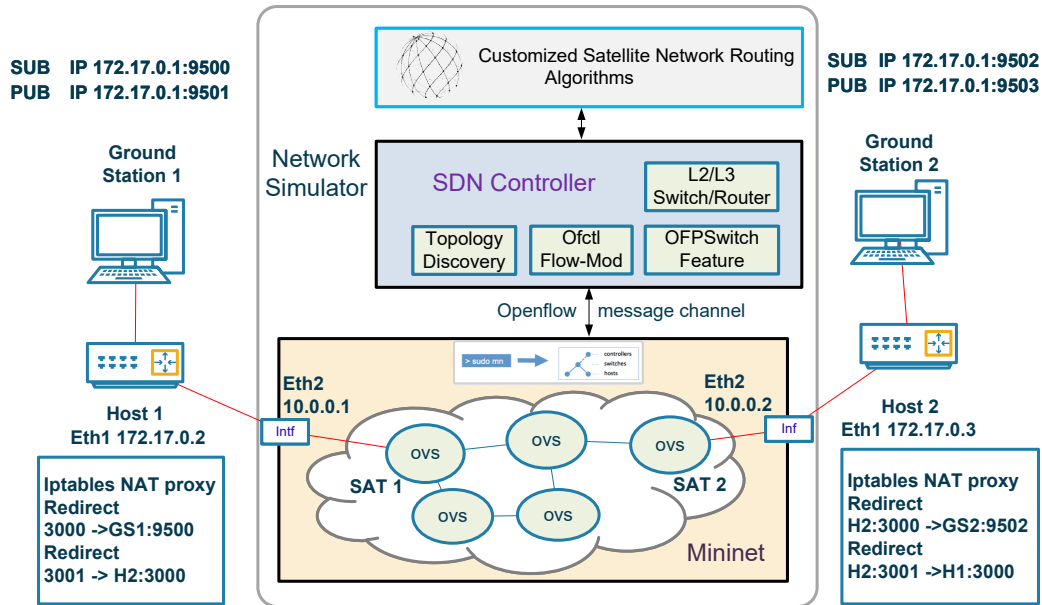 SUB IP 172.17.0.1:9500
PUB IP 172.17.0.1:9501
Ground
Station 1
Host 1
Eth1 172.17.0.2
Iptables NAT proxy
Redirect
3000 ->GS1:9500
Redirect
3001 -> H2:3000
Customized Satellite Network Routing
Algorithms
Network
Simulator
SDN Controller
L2/L3
Switch/Router
Topology
Discovery
Ofctl
Flow-Mod
OFPSwitch
Feature
Openflow message channel
> sudo mn
controllers
switches
hosts
Eth2
10.0.0.1
Eth2
10.0.0.2
Intf
Inf
OVS
OVS
OVS
SAT 1
SAT 2
OVS
OVS
Mininet
SUB IP 172.17.0.1:9502
PUB IP 172.17.0.1:9503
Ground
Station 2
Host 2
Eth1 172.17.0.3
Iptables NAT proxy
Redirect
H2:3000 ->GS2:9502
Redirect
H2:3001 ->H1:3000